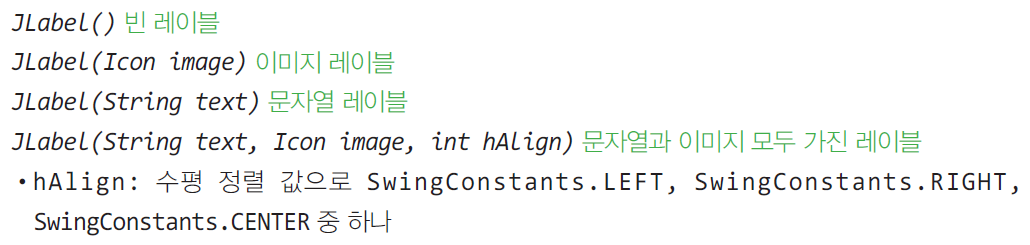 JLabel() 빈 레이블
JLabel(Icon image) 이미지 레이블
JLabel(String text) 문자열 레이블
JLabel(String text, Icon image, int hAlign) 문자열과 이미지 모두 가진 레이블
• hAlign: 수평 정렬 값으로 SwingConstants.LEFT, SwingConstants.RIGHT,
SwingConstants.CENTER 중 하나